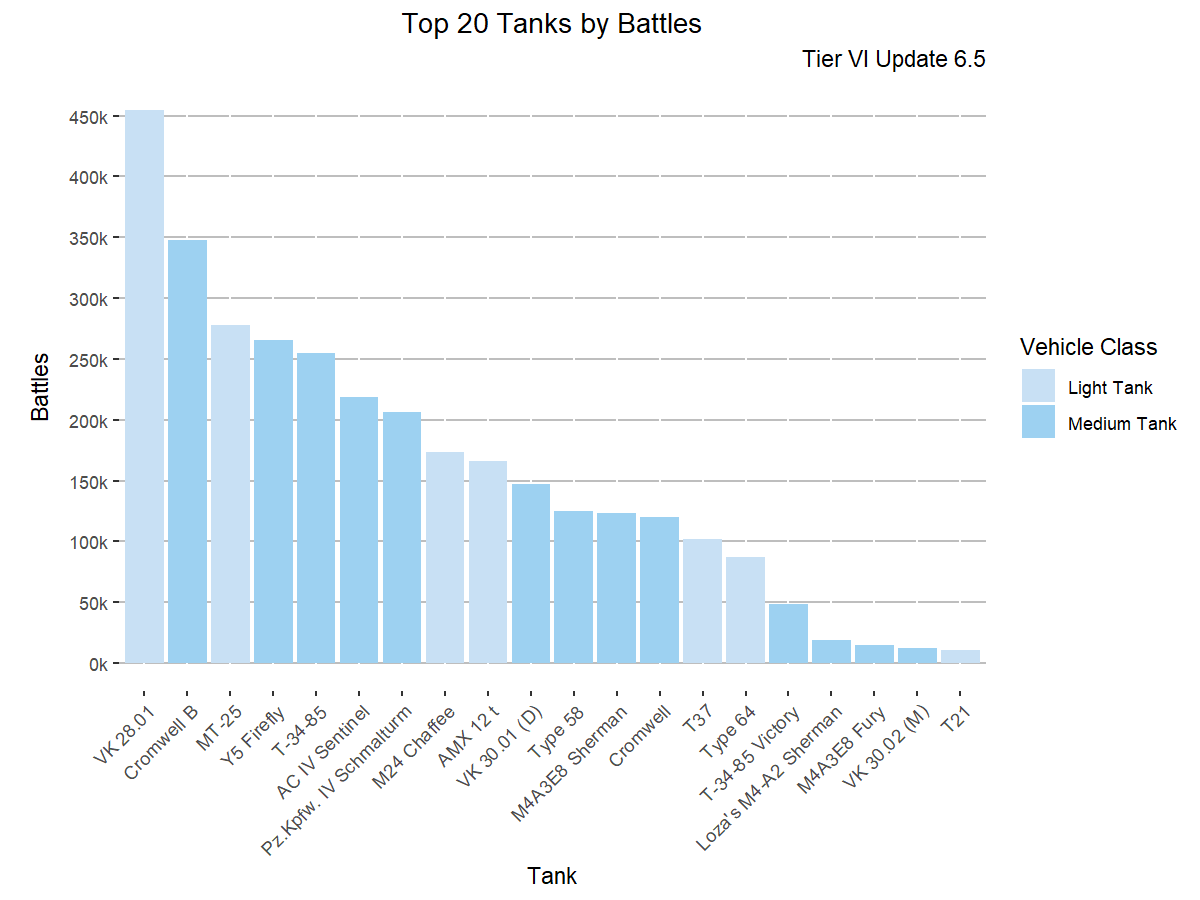 Top 20 Tanks by Battles
Tier VI Update 6.5
450k
400k
350k
300k
250k
200k
150k
100k
50k
0k
Battles
VK 28.01
Cromwell B
MT-25
Y5 Firefly
T-34-85
AC IV Sentinel
Pz.Kpfw. IV Schmalturm
M24 Chaffee
AMX 12 t
VK 30.01 (D)
Type 58
M4A3E8 Sherman
Cromwell
T37
Type 64
T-34-85 Victory
Loza's M4-A2 Sherman
M4A3E8 Fury
VK 30.02 (M)
T21
Tank
Vehicle Class
Light Tank
Medium Tank